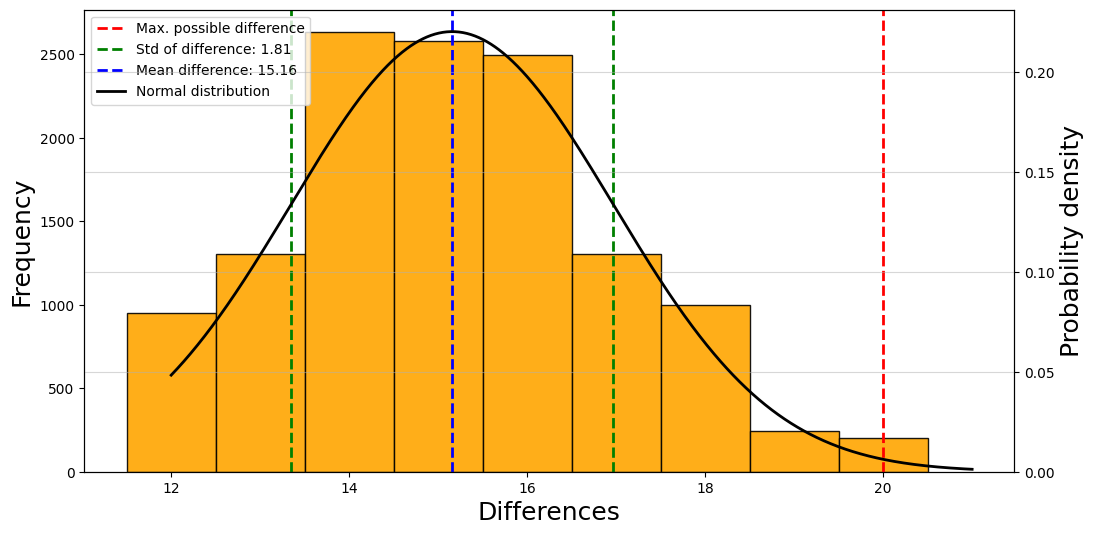 Max. possible difference
Std of difference: 1.81
Mean difference: 15.16
Normal distribution
2500
2000
1500
1000
500
0
Frequency
0.20
0.15
0.10
0.05
0.00
Probability density
12
14
16
18
20
Differences